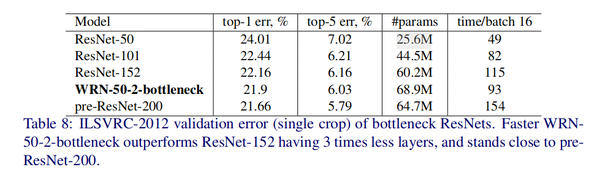 Model top-1 err, % top-5 err, % #params time/batch 16
ResNet-50 24.01 7.02 25.6M 49
ResNet-101 22.44 6.21 44.5M 82
ResNet-152 22.16 6.16 60.2M 115
WRN-50-2-bottleneck 21.9 6.03 68.9M 93
pre-ResNet-200 21.66 5.79 64.7M 154
Table 8: ILSVRC-2012 validation error (single crop) of bottleneck ResNets. Faster WRN-
50-2-bottleneck outperforms ResNet-152 having 3 times less layers, and stands close to pre-
ResNet-200.